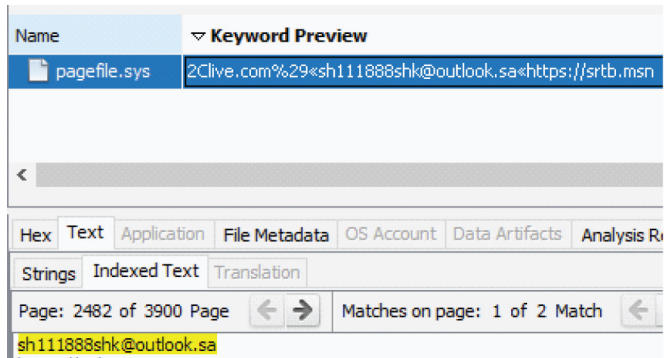 Name Keyword Preview
pagefile.sys 2Clive.com%29«sh111888shk@outlook.sa«https://srtb.msn
Hex Text Application File Metadata OS Account Data Artifacts Analysis Re
Strings Indexed Text Translation
Page: 2482 of 3900 Page Matches on page: 1 of 2 Match
sh111888shk@outlook.sa